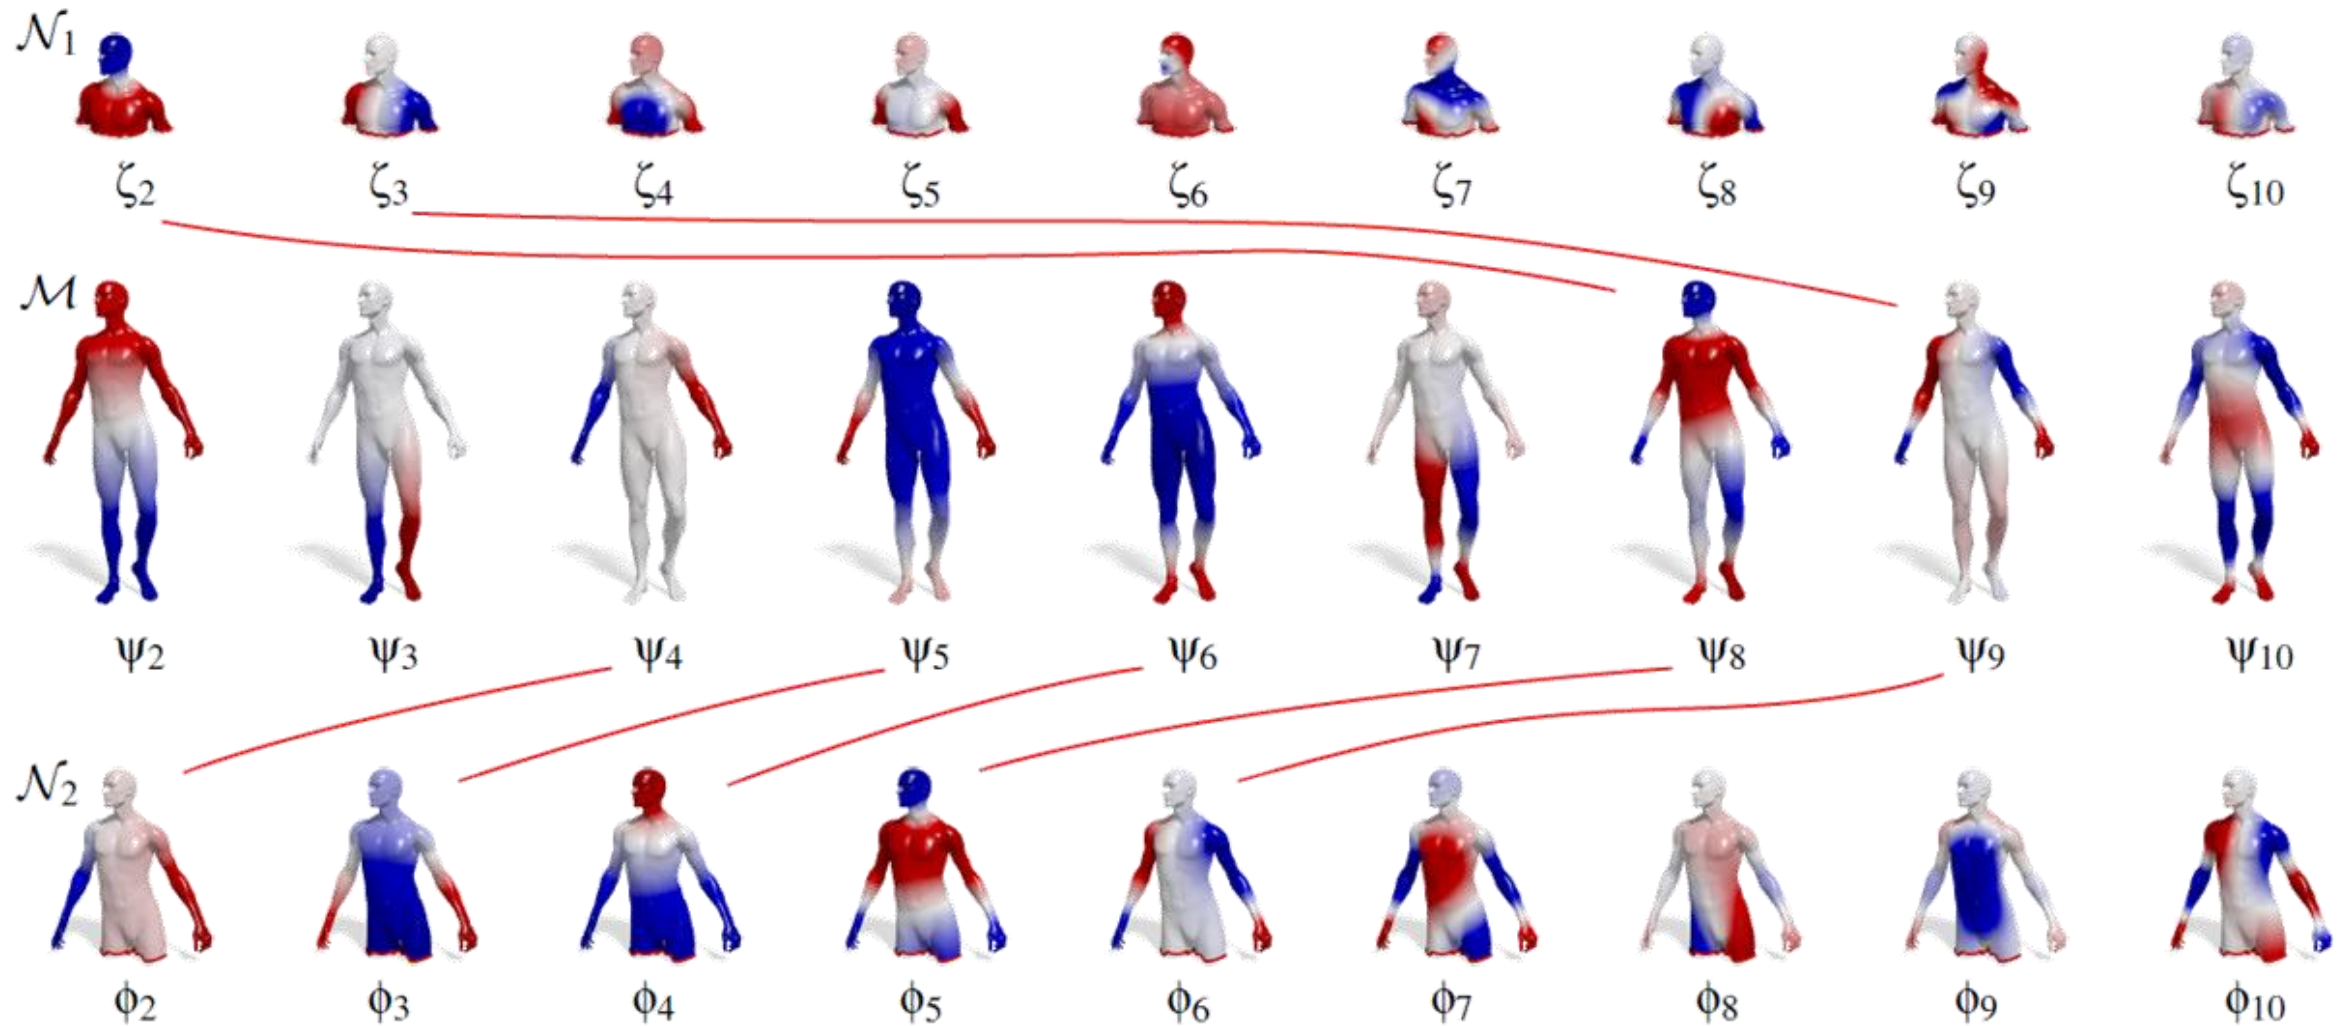 𝒩1
ζ2 ζ3 ζ4 ζ5 ζ6 ζ7 ζ8 ζ9 ζ10
ℳ
ψ2 ψ3 ψ4 ψ5 ψ6 ψ7 ψ8 ψ9 ψ10
𝒩2
ϕ2 ϕ3 ϕ4 ϕ5 ϕ6 ϕ7 ϕ8 ϕ9 ϕ10